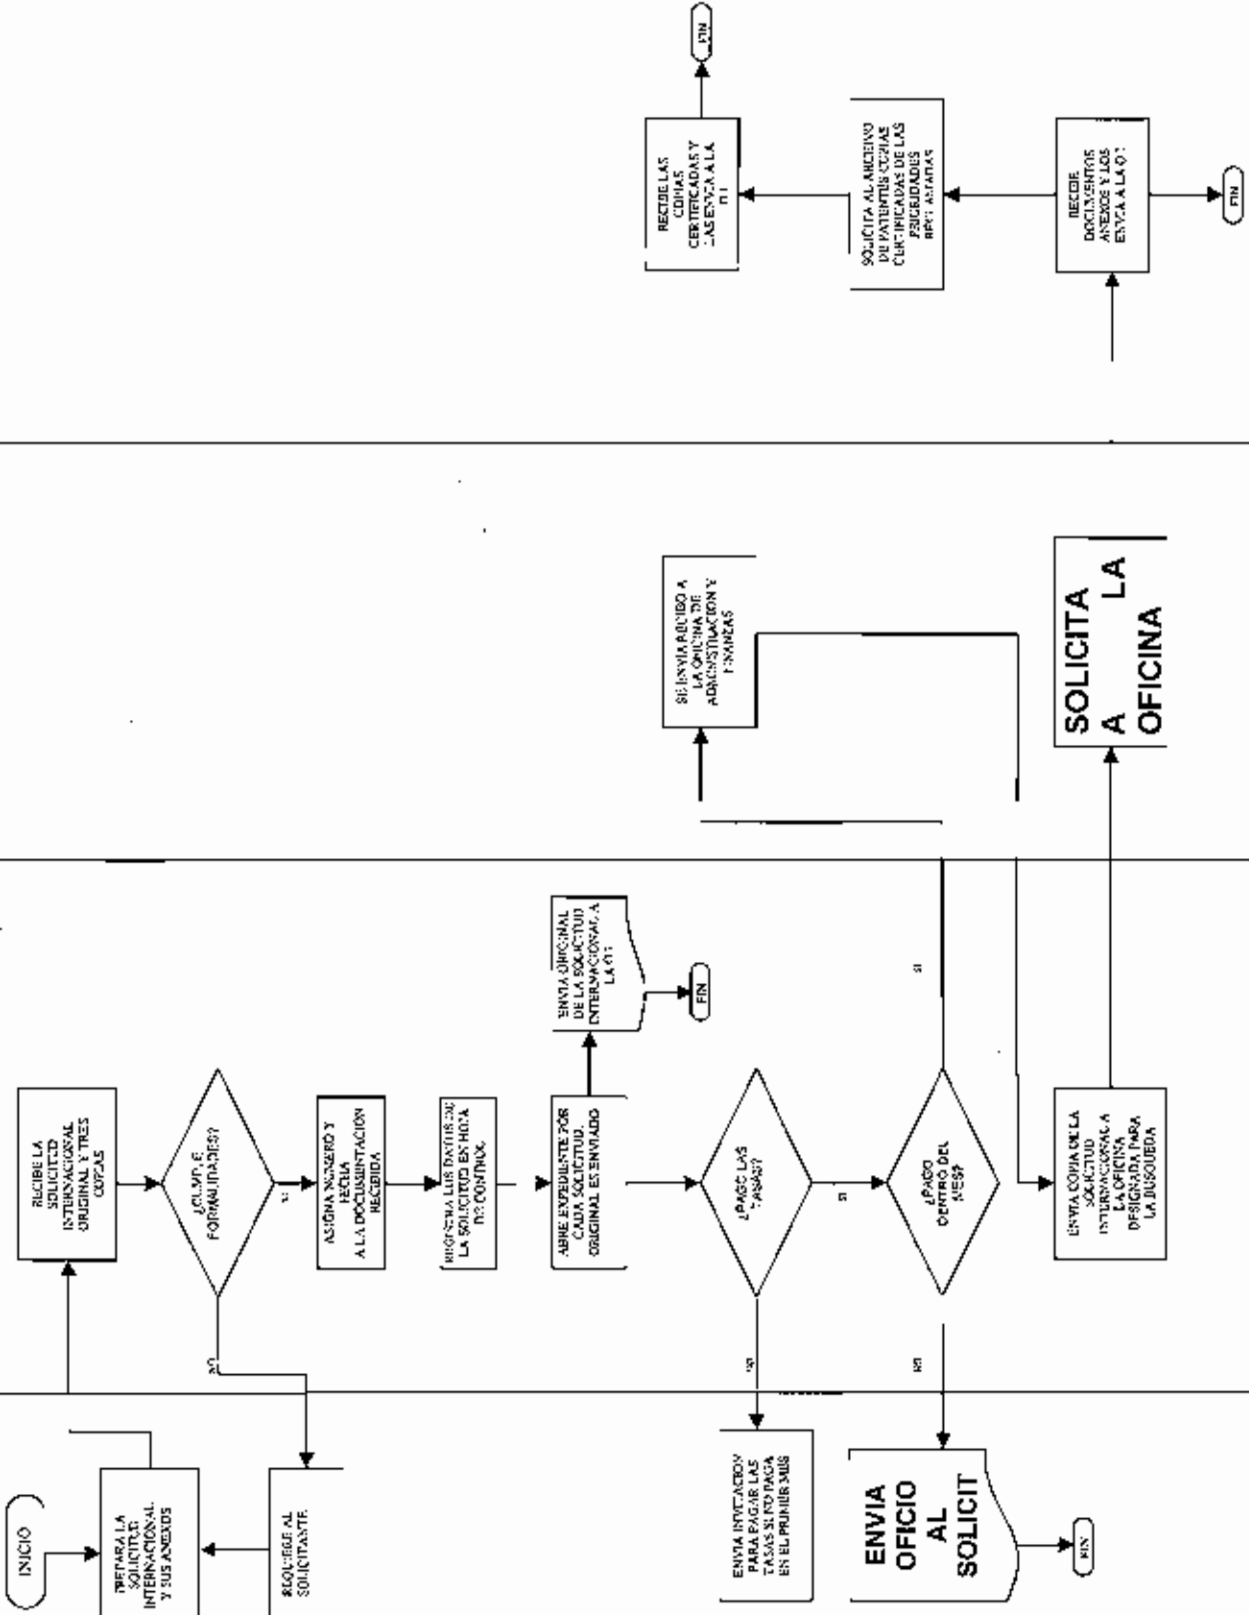 INICIO
PREPARA LA
SOLICITUD
INTERNACIONAL
Y SUS ANEXOS
REQUIERE AL
SOLICITANTE
RECIBE LA
SOLICITUD
INTERNACIONAL
ORIGINAL Y TRES
COPIAS
¿CUMPLE
FORMALIDADES?
NO
SI
ASIGNA NUMERO Y
FECHA
A LA DOCUMENTACION
RECIBIDA
REGISTRA LOS DATOS DE
LA SOLICITUD EN HOJA
DE CONTROL
ABRE EXPEDIENTE POR
CADA SOLICITUD.
ORIGINAL ES ENVIADO
ENVIA ORIGINAL
DE LA SOLICITUD
INTERNACIONAL A
LA
FIN
¿PAGO LAS
TASAS?
NO
SI
ENVIA INVITACION
PARA PAGAR LAS
TASAS SI NO PAGA
EN EL PRIMER MES
¿PAGO
DENTRO DEL
MES?
NO
SI
ENVIA
OFICIO
AL
SOLICIT
FIN
SE ENVIA RECIBO A
LA OFICINA DE
ADMINISTRACION Y
FINANZAS
ENVIA COPIA DE LA
SOLICITUD
INTERNACIONAL A
LA OFICINA
DESIGNADA PARA
LA BUSQUEDA
SOLICITA
A LA
OFICINA
RECIBE
DOCUMENTOS
ANEXOS Y LOS
ENVIA A LA
FIN
SOLICITA AL ARCHIVO
DE PATENTES COPIAS
CERTIFICADAS DE LAS
PRIORIDADES
RECLAMADAS
RECIBE LAS
COPIAS
CERTIFICADAS Y
LAS ENVIA A LA
FIN